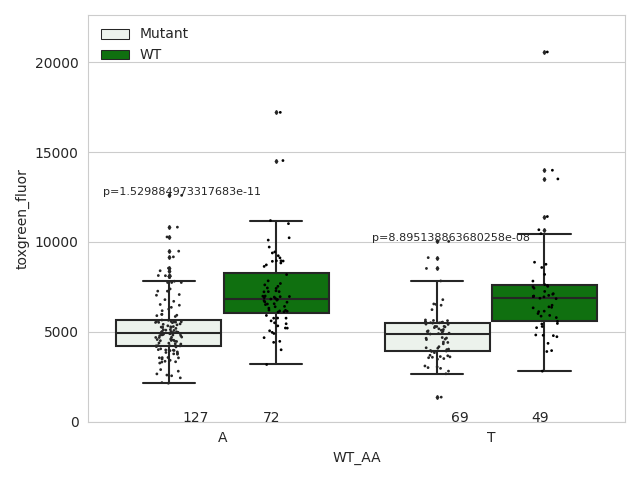 Mutant
WT
20000
15000
10000
5000
0
toxgreen_fluor
p=1.529884973317683e-11
p=8.895138863680258e-08
127
72
69
49
A
T
WT_AA